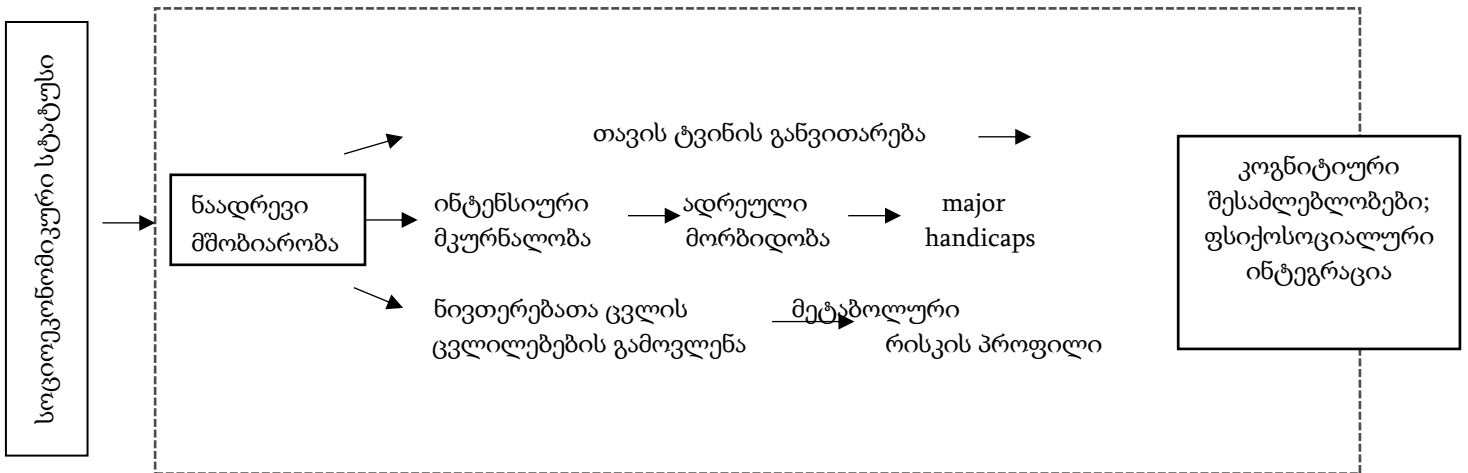 სოციოეკონომიკური სტატუსი
ნაადრევი
მშობიარობა
თავის ტვინის განვითარება
ინტენსიური
მკურნალობა
ადრეული
მორბიდობა
major
handicaps
ნივთერებათა ცვლის
ცვლილებების გამოვლენა
მეტაბოლური
რისკის პროფილი
კოგნიტიური
შესაძლებლობები;
ფსიქოსოციალური
ინტეგრაცია